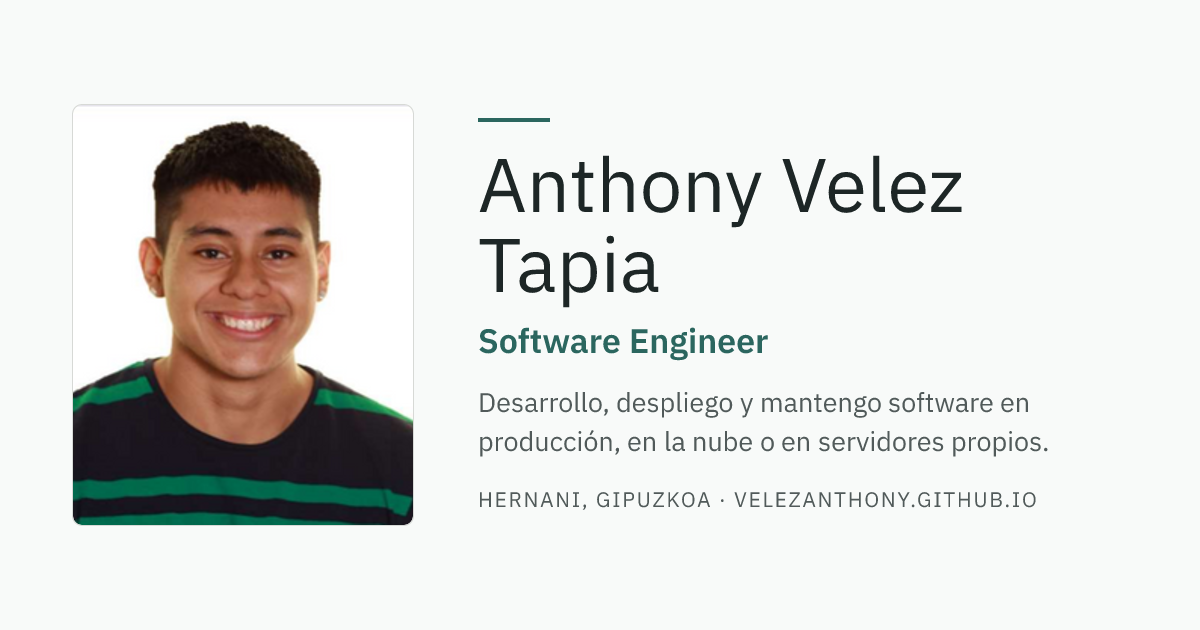 Anthony Velez
Tapia
Software Engineer
Desarrollo, despliego y mantengo software en
producción, en la nube o en servidores propios.
HERNANI, GIPUZKOA · VELEZANTHONY.GITHUB.IO